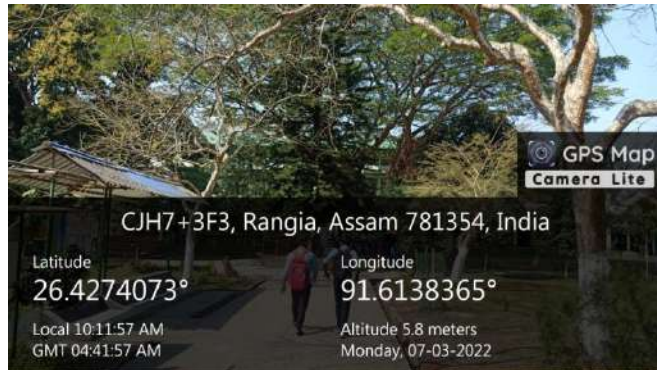 GPS Map
Camera Lite
CJH7+3F3, Rangia, Assam 781354, India
Latitude
26.4274073°
Longitude
91.6138365°
Local 10:11:57 AM
GMT 04:41:57 AM
Altitude 5.8 meters
Monday, 07-03-2022